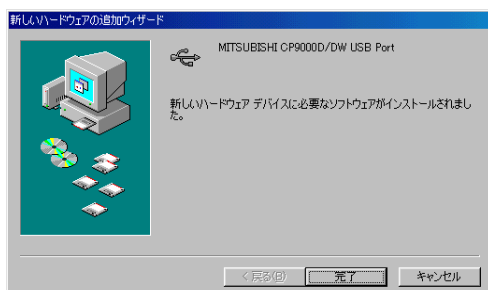 新しいハードウェアの追加ウィザード
MITSUBISHI CP9000D/DW USB Port
新しいハードウェア デバイスに必要なソフトウェアがインストールされまし
た。
< 戻る(B)
完了
キャンセル